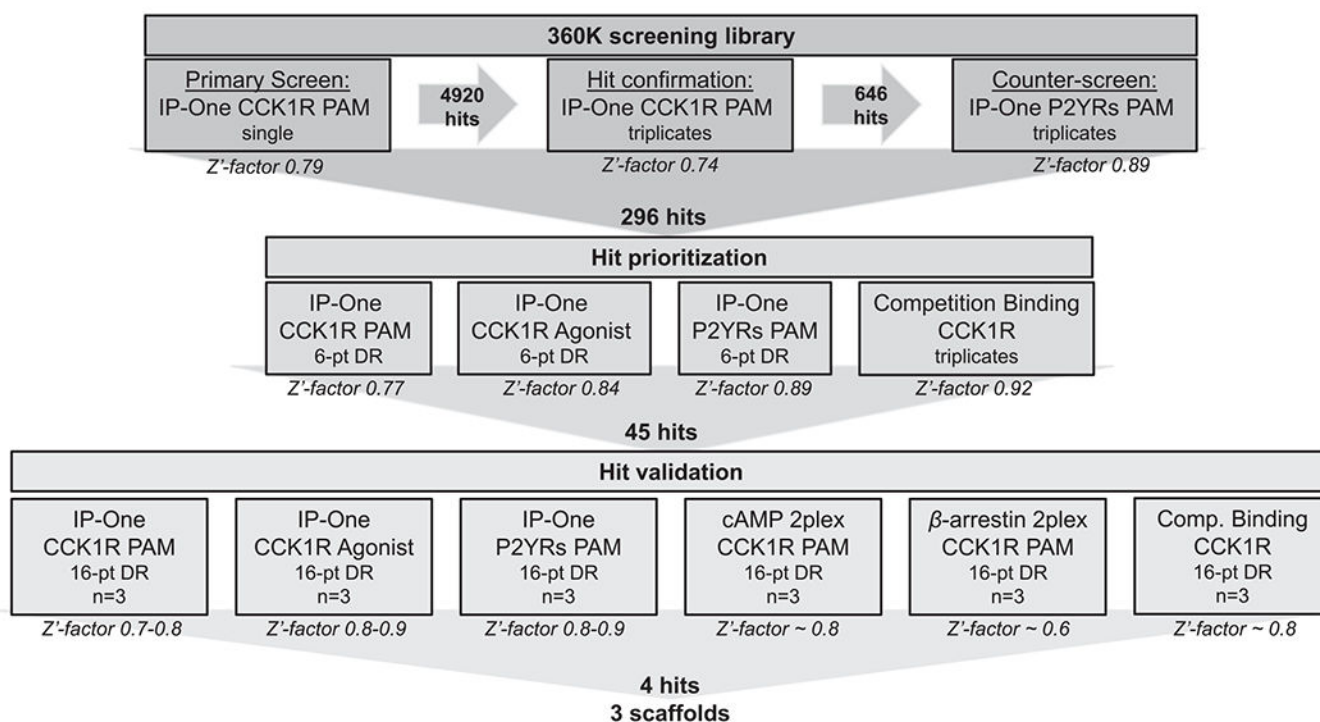 360K screening library
Primary Screen:
IP-One CCK1R PAM
single
Z'-factor 0.79
4920
hits
Hit confirmation:
IP-One CCK1R PAM
triplicates
Z'-factor 0.74
646
hits
Counter-screen:
IP-One P2YRs PAM
triplicates
Z'-factor 0.89
296 hits
Hit prioritization
IP-One
CCK1R PAM
6-pt DR
Z'-factor 0.77
IP-One
CCK1R Agonist
6-pt DR
Z'-factor 0.84
IP-One
P2YRs PAM
6-pt DR
Z'-factor 0.89
Competition Binding
CCK1R
triplicates
Z'-factor 0.92
45 hits
Hit validation
IP-One
CCK1R PAM
16-pt DR
n=3
Z'-factor 0.7-0.8
IP-One
CCK1R Agonist
16-pt DR
n=3
Z'-factor 0.8-0.9
IP-One
P2YRs PAM
16-pt DR
n=3
Z'-factor 0.8-0.9
cAMP 2plex
CCK1R PAM
16-pt DR
n=3
Z'-factor ~ 0.8
β-arrestin 2plex
CCK1R PAM
16-pt DR
n=3
Z'-factor ~ 0.6
Comp. Binding
CCK1R
16-pt DR
n=3
Z'-factor ~ 0.8
4 hits
3 scaffolds